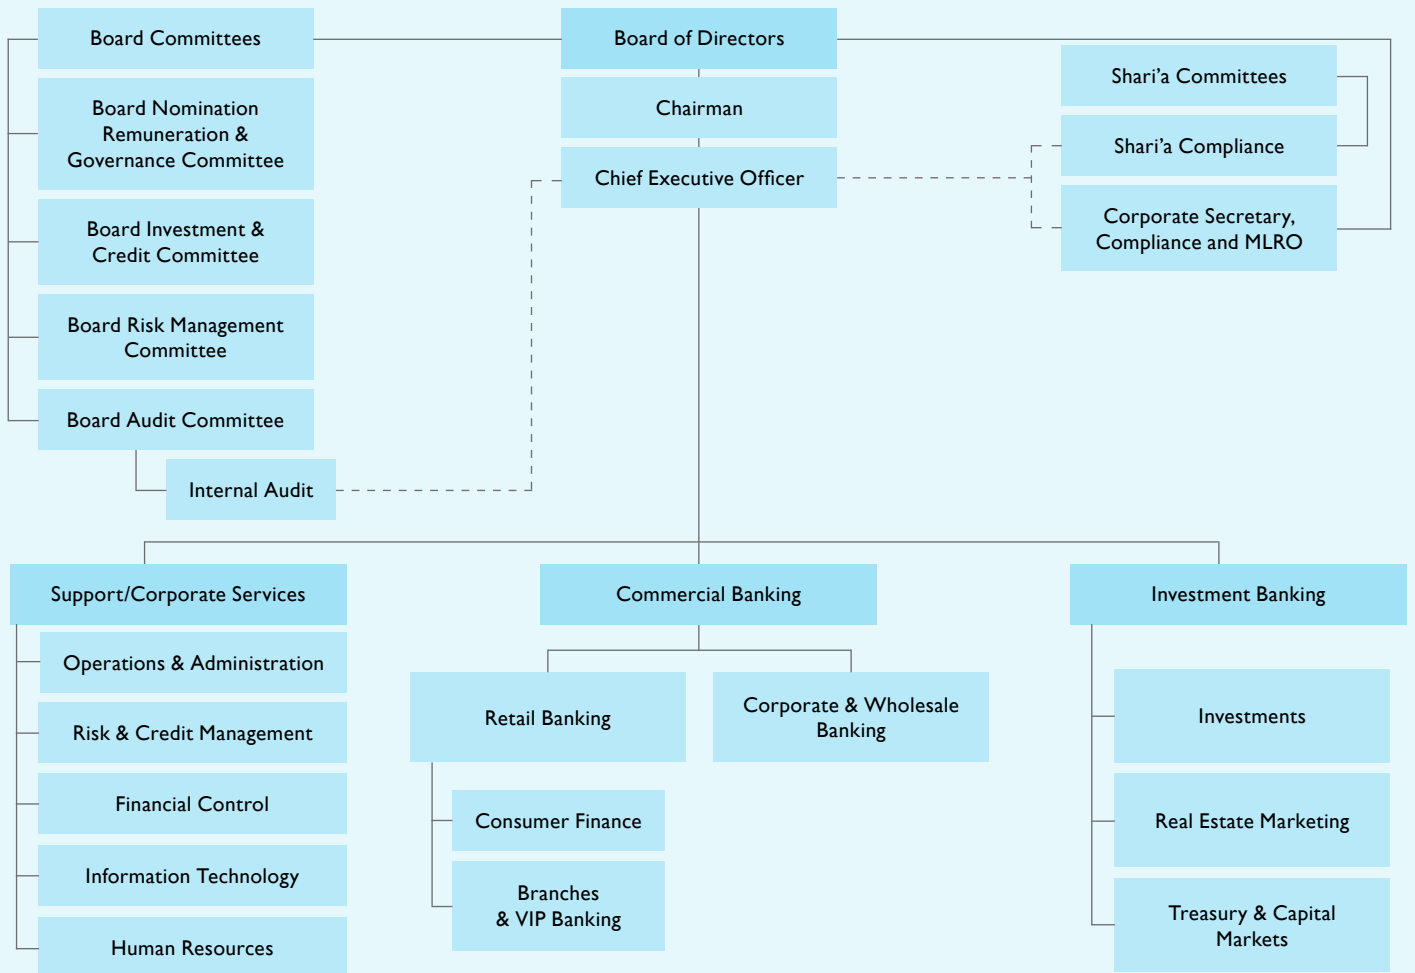 Board Committees
Board of Directors
Board Nomination
Remuneration &
Governance Committee
Board Investment &
Credit Committee
Board Risk Management
Committee
Board Audit Committee
Internal Audit
Chairman
Chief Executive Officer
Shari’a Committees
Shari’a Compliance
Corporate Secretary,
Compliance and MLRO
Support/Corporate Services
Operations & Administration
Risk & Credit Management
Financial Control
Information Technology
Human Resources
Commercial Banking
Retail Banking
Consumer Finance
Branches
& VIP Banking
Corporate & Wholesale
Banking
Investment Banking
Investments
Real Estate Marketing
Treasury & Capital
Markets